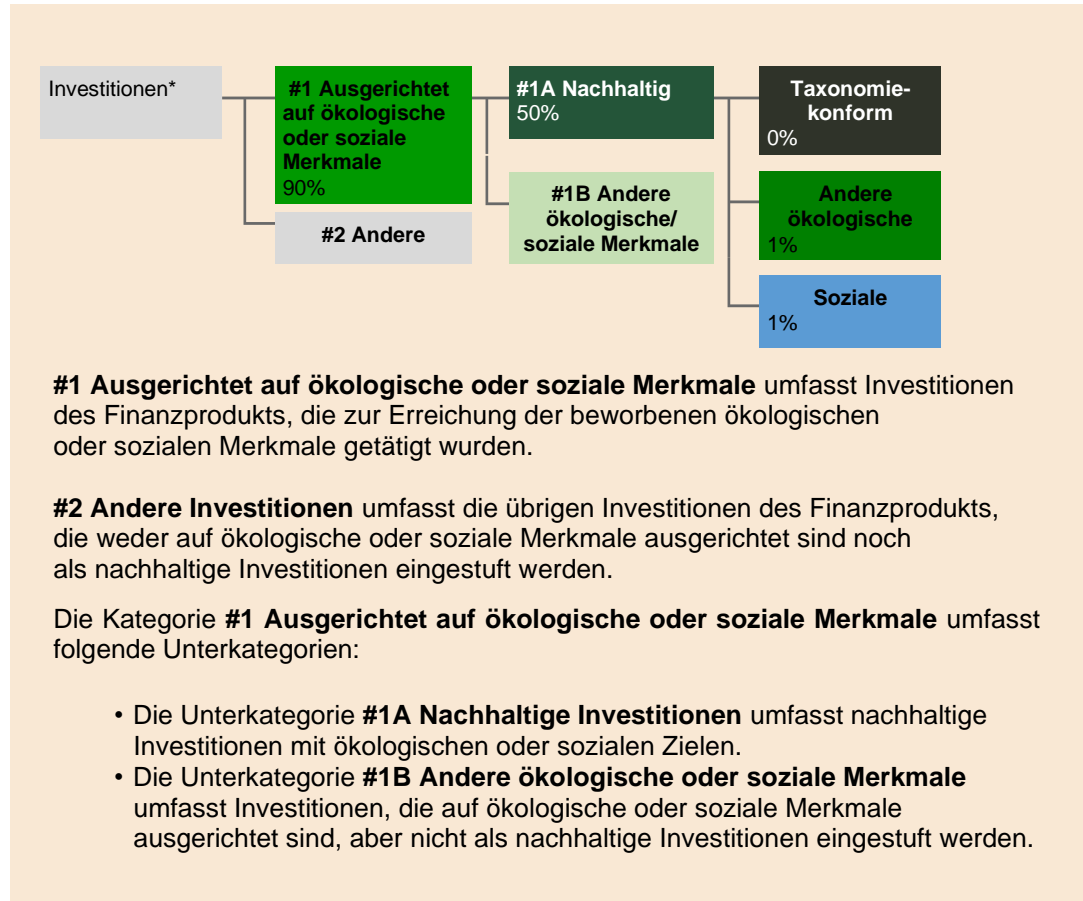 Investitionen*
#1 Ausgerichtet
auf ökologische
oder soziale
Merkmale
90%
#2 Andere
#1A Nachhaltig
50%
#1B Andere
ökologische/
soziale Merkmale
Taxonomie-
konform
0%
Andere
ökologische
1%
Soziale
1%
#1 Ausgerichtet auf ökologische oder soziale Merkmale umfasst Investitionen
des Finanzprodukts, die zur Erreichung der beworbenen ökologischen
oder sozialen Merkmale getätigt wurden.
#2 Andere Investitionen umfasst die übrigen Investitionen des Finanzprodukts,
die weder auf ökologische oder soziale Merkmale ausgerichtet sind noch
als nachhaltige Investitionen eingestuft werden.
Die Kategorie #1 Ausgerichtet auf ökologische oder soziale Merkmale umfasst
folgende Unterkategorien:
• Die Unterkategorie #1A Nachhaltige Investitionen umfasst nachhaltige
Investitionen mit ökologischen oder sozialen Zielen.
• Die Unterkategorie #1B Andere ökologische oder soziale Merkmale
umfasst Investitionen, die auf ökologische oder soziale Merkmale
ausgerichtet sind, aber nicht als nachhaltige Investitionen eingestuft werden.